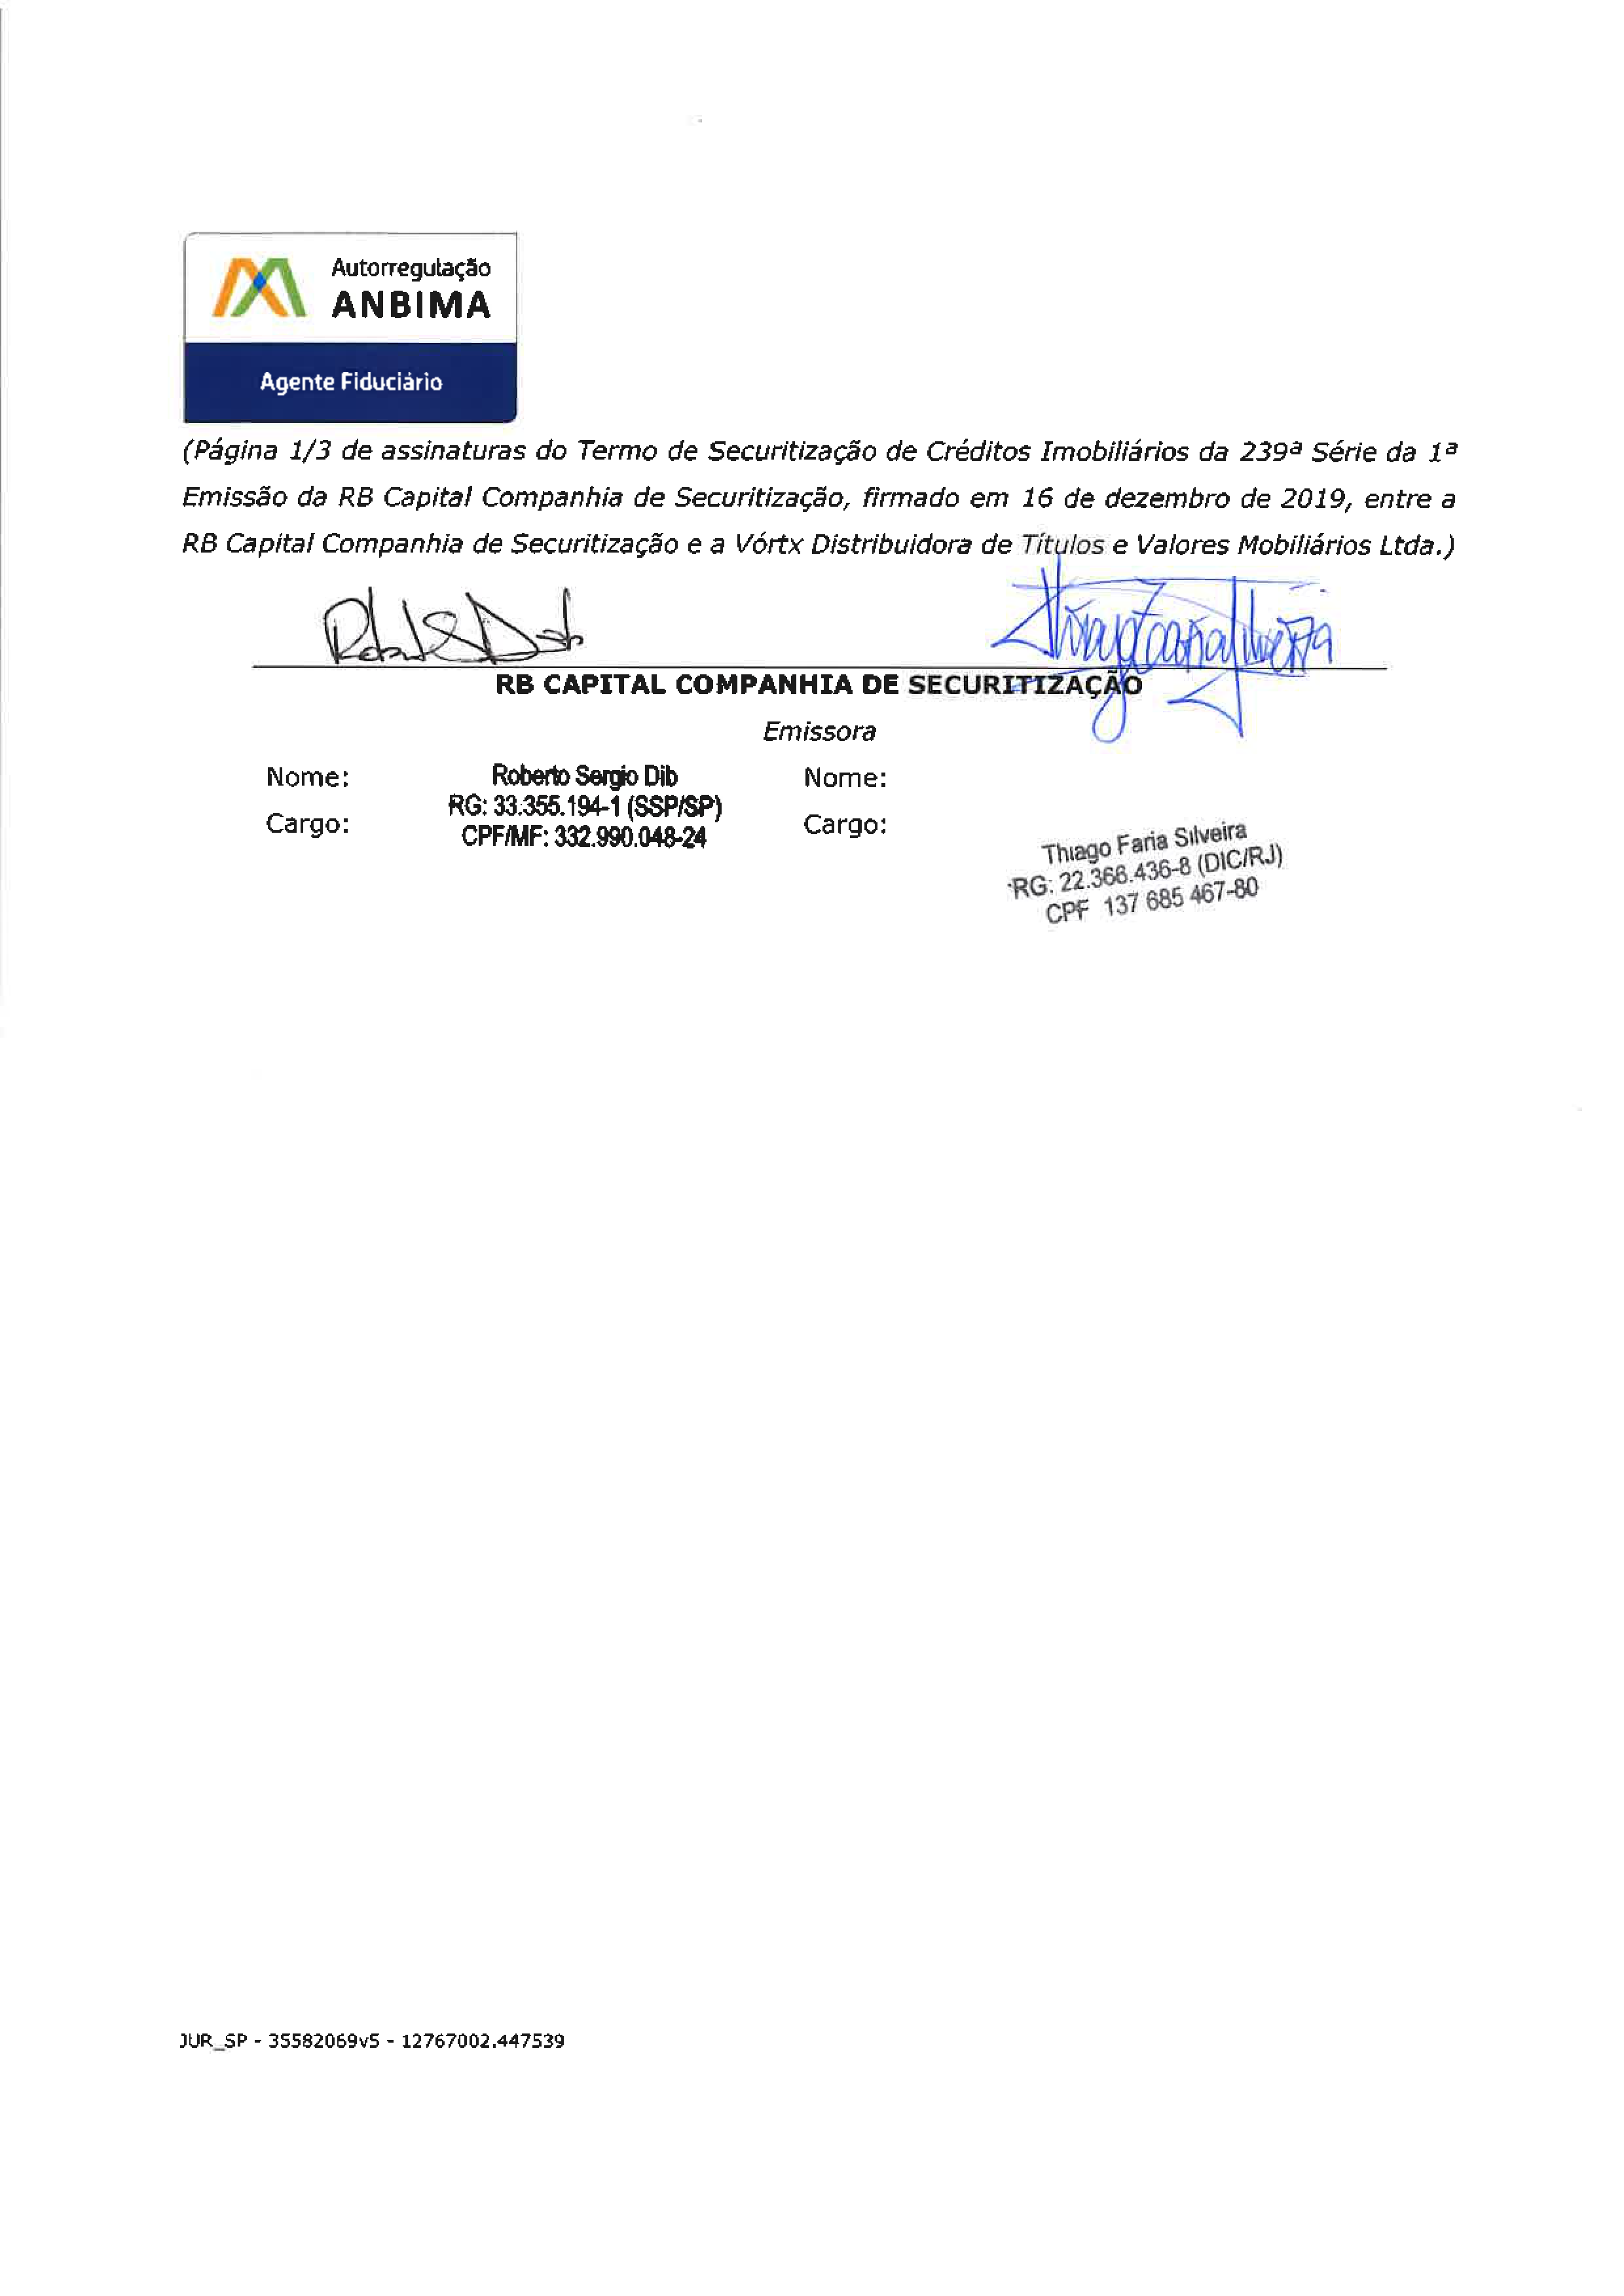 Autorregulação
ANBIMA
Agente Fiduciário
(Página 1/3 de assinaturas do Termo de Securitização de Créditos Imobiliários da 239ª Série da 1ª
Emissão da RB Capital Companhia de Securitização, firmado em 16 de dezembro de 2019, entre a
RB Capital Companhia de Securitização e a Vórtx Distribuidora de Títulos e Valores Mobiliários Ltda.)
RB CAPITAL COMPANHIA DE SECURITIZAÇÃO
Emissora
Nome:
Roberto Sergio Dib
RG: 33.355.194-1 (SSP/SP)
Cargo:
CPF/MF: 332.990.048-24
Nome:
Cargo:
Thiago Faria Silveira
RG: 22.366.436-8 (DIC/RJ)
CPF 137 685 467-80
JUR_SP - 35582069v5 - 12767002.447539